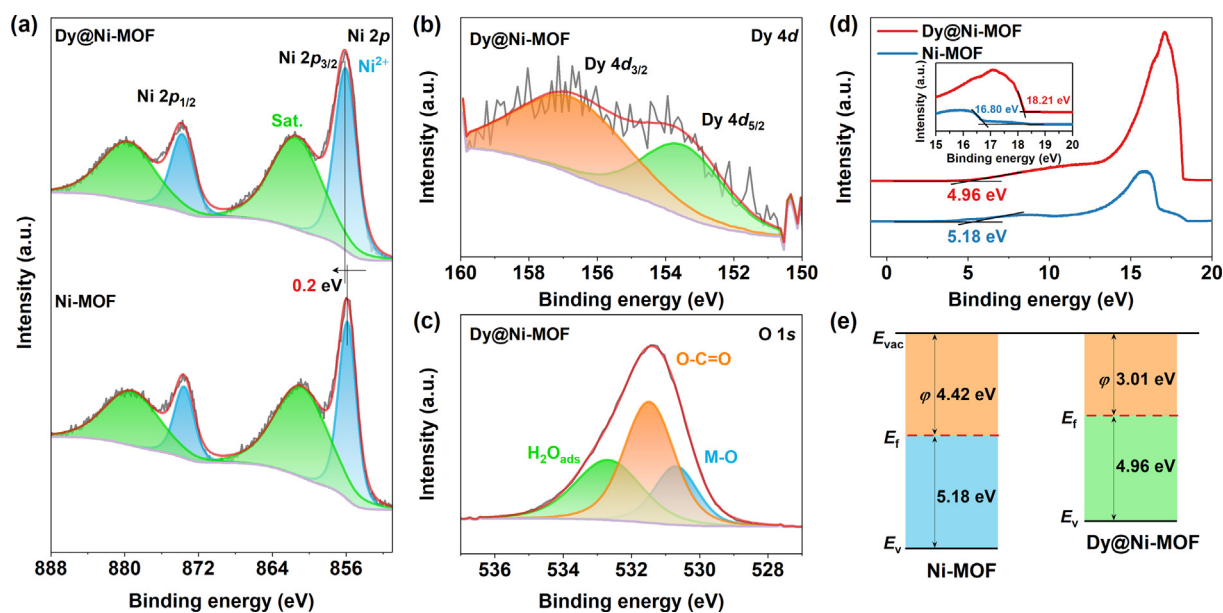 (a)
Dy@Ni-MOF
Ni 2p
Ni 2p3/2
Ni2+
Ni 2p1/2
Sat.
0.2 eV
Ni-MOF
Intensity (a.u.)
888 880 872 864 856
Binding energy (eV)
(b)
Dy@Ni-MOF
Dy 4d
Dy 4d3/2
Dy 4d5/2
Intensity (a.u.)
160 158 156 154 152 150
Binding energy (eV)
(c)
Dy@Ni-MOF
O 1s
O-C=O
H2Oads
M-O
Intensity (a.u.)
536 534 532 530 528
Binding energy (eV)
(d)
Dy@Ni-MOF
Ni-MOF
Intensity (a.u.)
16.80 eV
18.21 eV
15 16 17 18 19 20
Binding energy (eV)
4.96 eV
5.18 eV
Intensity (a.u.)
0 5 10 15 20
Binding energy (eV)
(e)
Evac
φ 4.42 eV
φ 3.01 eV
Ef
Ef
5.18 eV
4.96 eV
Ev
Ev
Ni-MOF
Dy@Ni-MOF